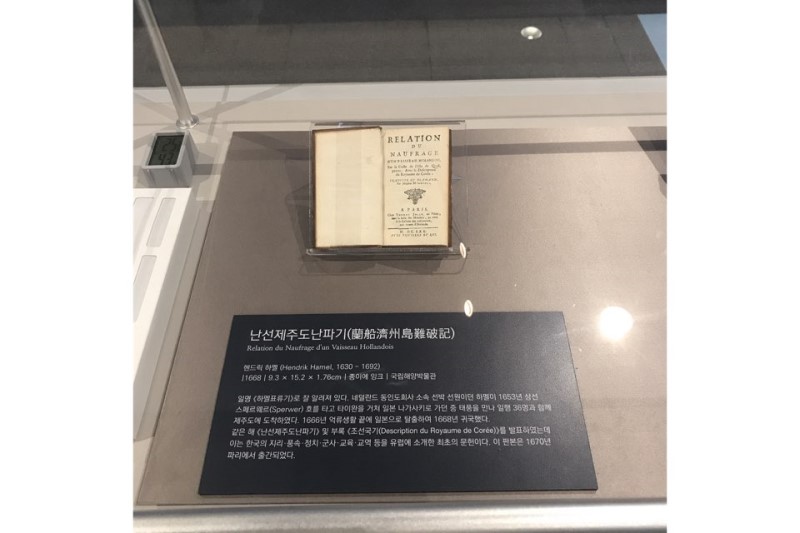 RELATION
DU
NAUFRAGE
A PARIS,
난선제주도난파기(蘭船濟州島難破記)
Relation du Naufrage d'un Vaisseau Hollandois
헨드릭 하멜 (Hendrik Hamel, 1630 - 1692)
|1668 | 9.3 × 15.2 × 1.76cm | 종이에 잉크 | 국립해양박물관
일명 《하멜표류기》로 잘 알려져 있다. 네덜란드 동인도회사 소속 선박 선원이던 하멜이 1653년 상선
스페르웨르(Sperwer) 호를 타고 타이완을 거쳐 일본 나가사키로 가던 중 태풍을 만나 일행 36명과 함께
제주도에 도착하였다. 1666년 억류생활 끝에 일본으로 탈출하여 1668년 귀국했다.
같은 해 《난선제주도난파기》 및 부록 《조선국기(Description du Royaume de Corée)》를 발표하였는데
이는 한국의 지리·풍속·정치·군사·교육·교역 등을 유럽에 소개한 최초의 문헌이다. 이 판본은 1670년
파리에서 출간되었다.